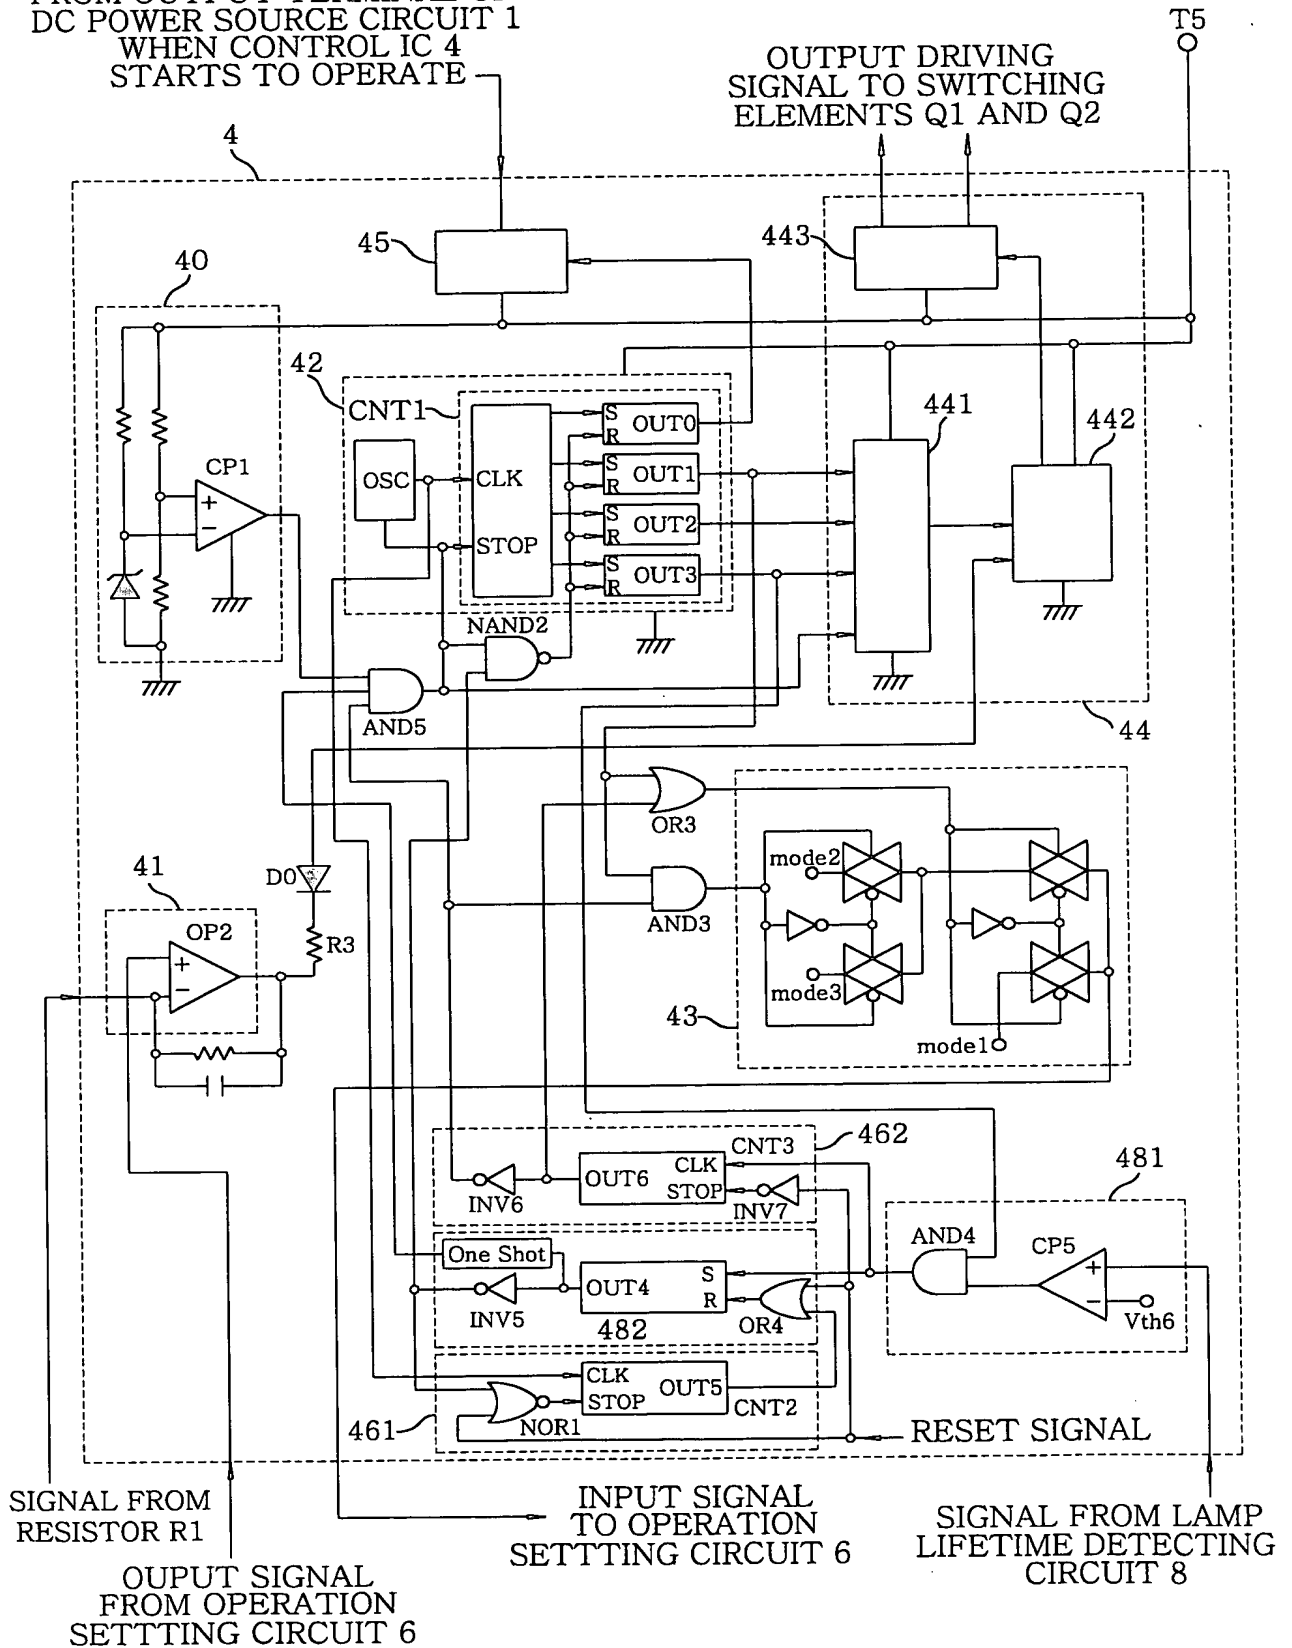 DC POWER SOURCE CIRCUIT 1
WHEN CONTROL IC 4
STARTS TO OPERATE
T5
OUTPUT DRIVING
SIGNAL TO SWITCHING
ELEMENTS Q1 AND Q2
4
45
443
40
42
CNT1
441
442
S
R
OUT0
CP1
+
−
OSC
CLK
S
R
OUT1
S
R
OUT2
STOP
S
R
OUT3
NAND2
AND5
44
OR3
41
D0
mode2
OP2
+
−
AND3
R3
mode3
43
mode1
462
CNT3
CLK
OUT6
STOP
INV6
INV7
481
AND4
CP5
+
−
Vth6
One Shot
OUT4
S
R
INV5
482
OR4
CLK
OUT5
STOP
CNT2
461
NOR1
RESET SIGNAL
SIGNAL FROM
RESISTOR R1
INPUT SIGNAL
TO OPERATION
SETTTING CIRCUIT 6
SIGNAL FROM LAMP
LIFETIME DETECTING
CIRCUIT 8
OUPUT SIGNAL
FROM OPERATION
SETTTING CIRCUIT 6